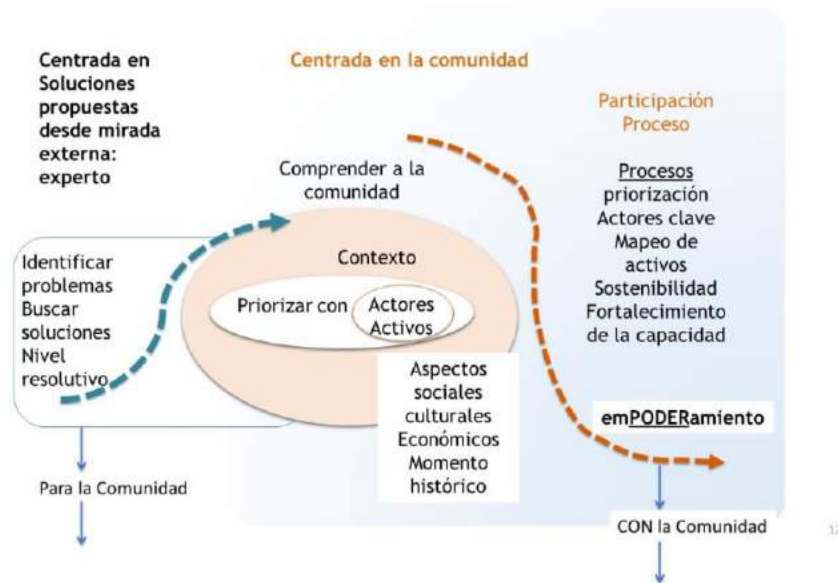 Centrada en
Soluciones
propuestas
desde mirada
externa:
experto
Centrada en la comunidad
Participación
Proceso
Comprender a la
comunidad
Procesos
priorización
Actores clave
Mapeo de
activos
Sostenibilidad
Fortalecimiento
de la capacidad
Identificar
problemas
Buscar
soluciones
Nivel
resolutivo
Contexto
Priorizar con
Actores
Activos
Aspectos
sociales
culturales
Económicos
Momento
histórico
emPODERamiento
Para la Comunidad
CON la Comunidad